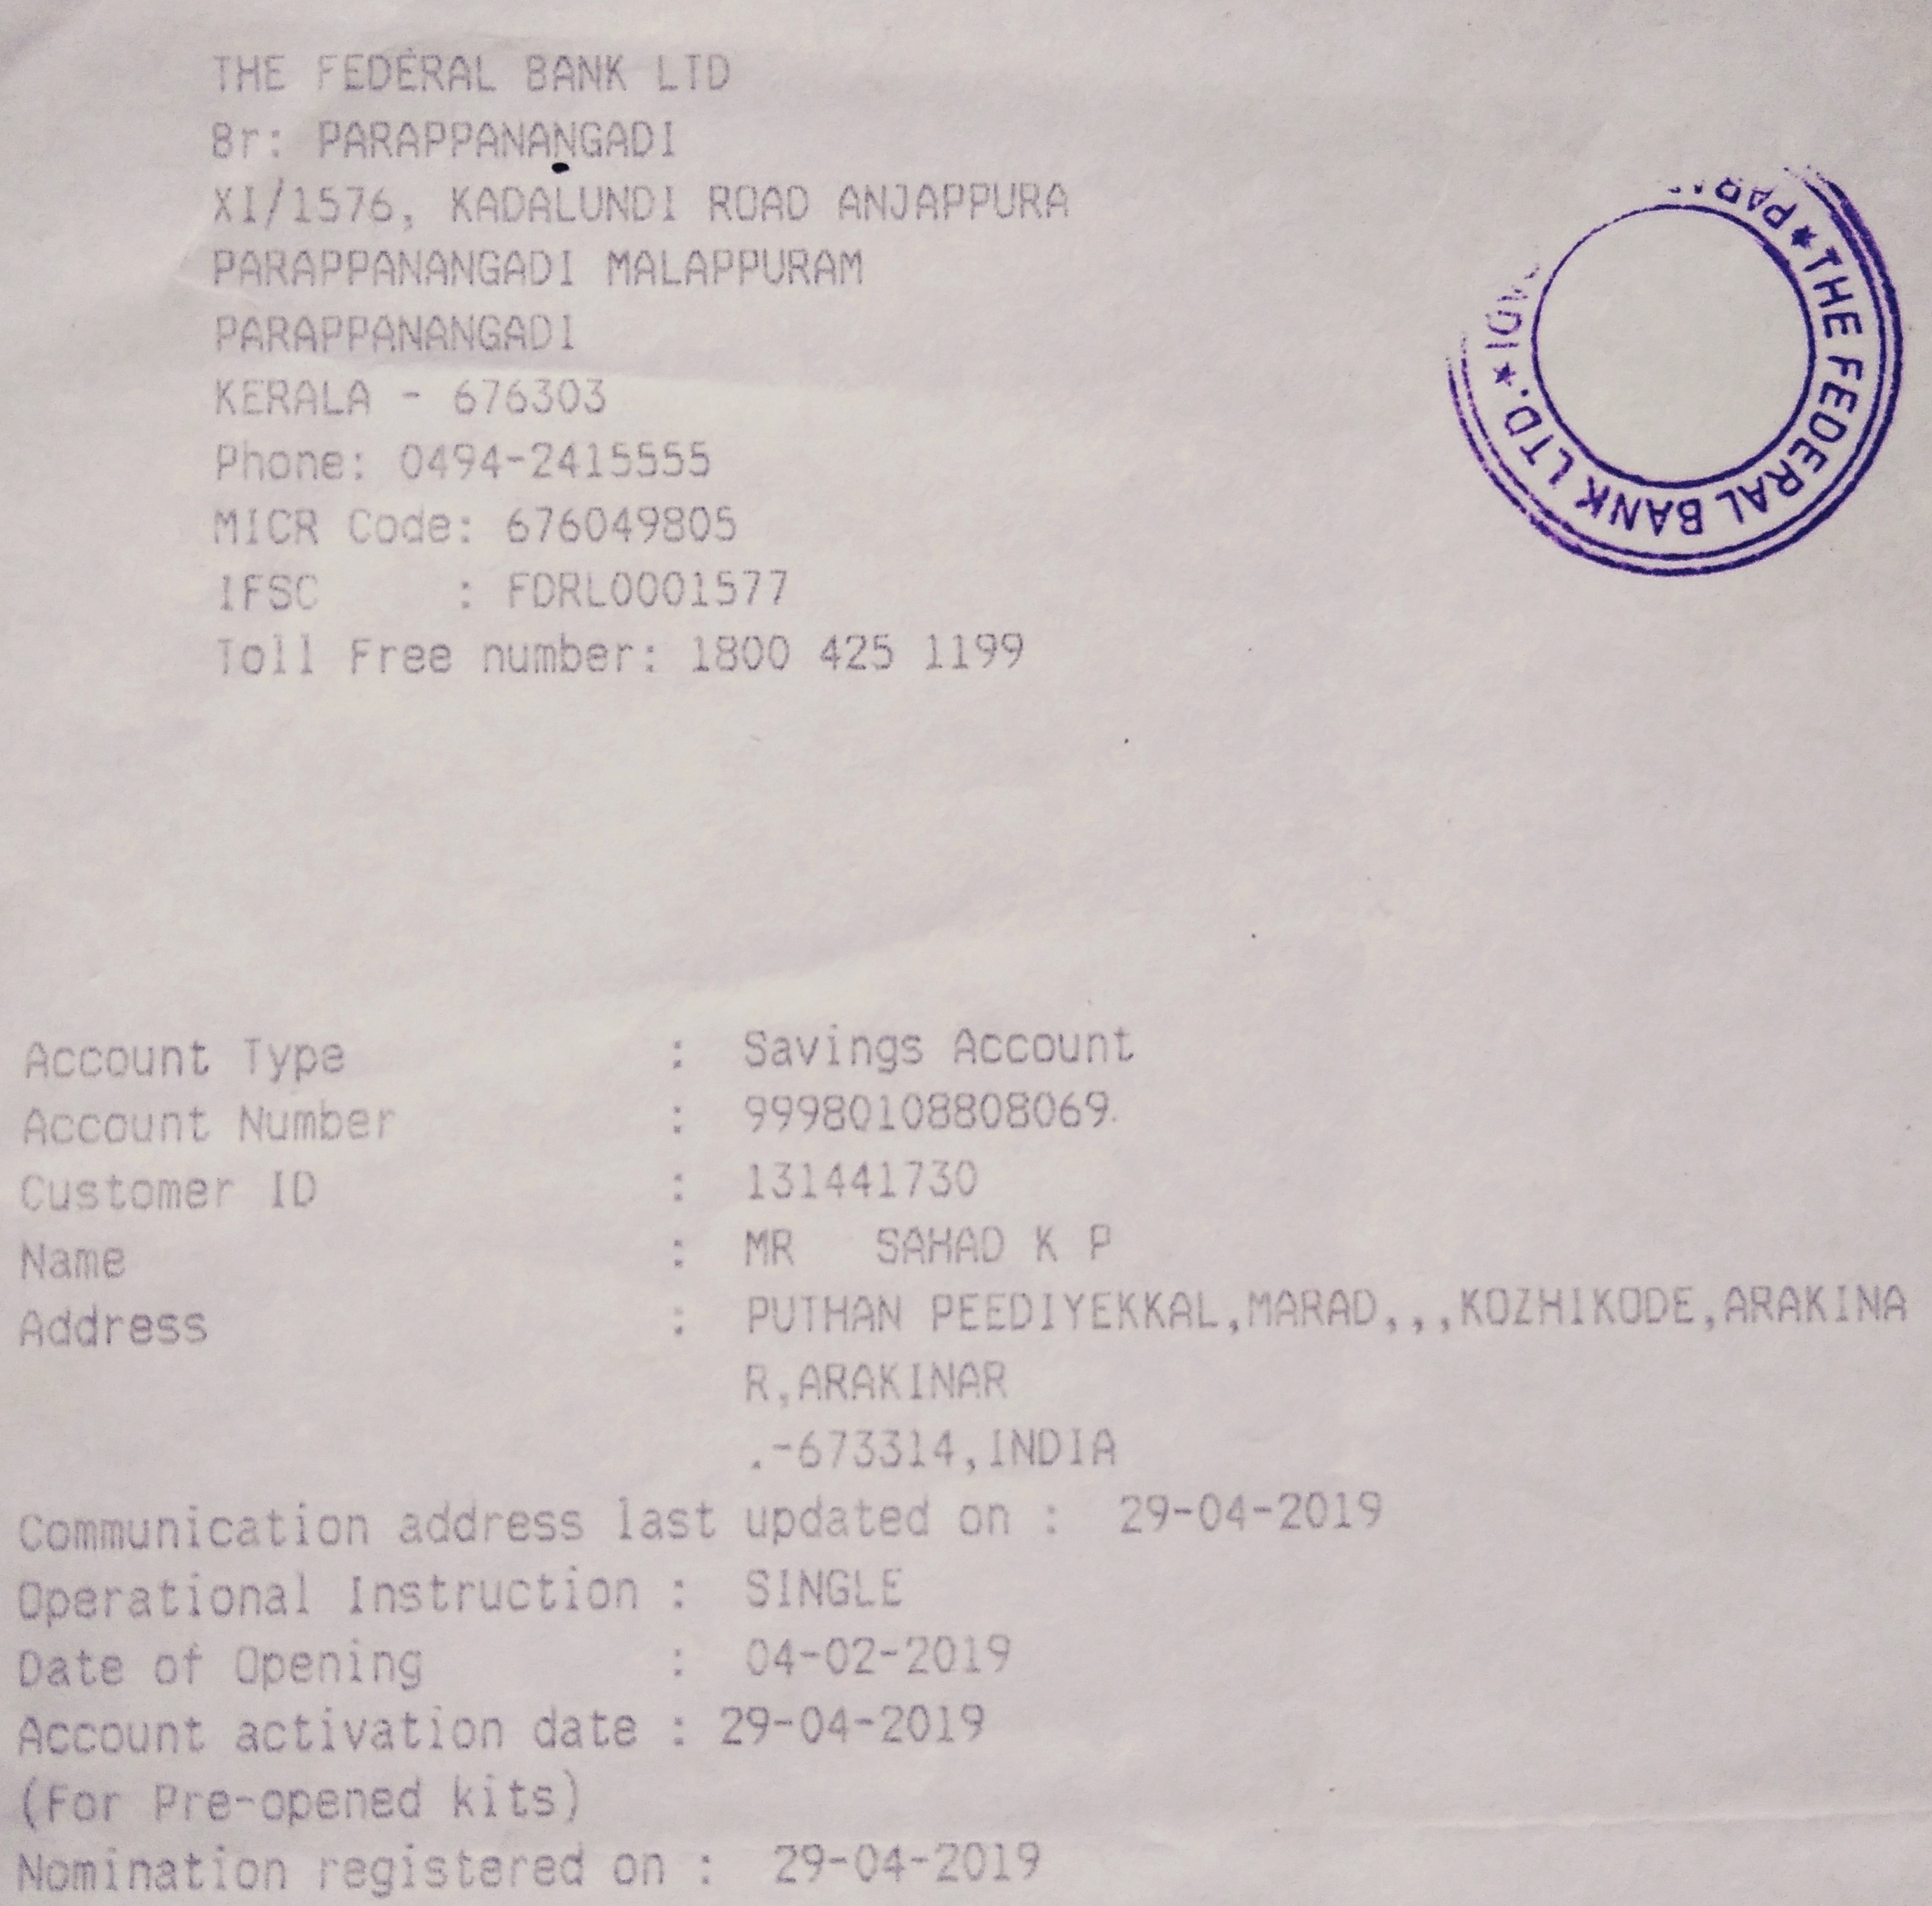 THE FEDERAL BANK LTD
Br: PARAPPANANGADI
XI/1576, KADALUNDI ROAD ANJAPPURA
PARAPPANANGADI MALAPPURAM
PARAPPANANGADI
KERALA - 676303
Phone: 0494-2415555
MICR Code: 676049805
IFSC : FDRL0001577
Toll Free number: 1800 425 1199
★ THE FEDERAL BANK LTD. ★
Account Type : Savings Account
Account Number : 99980108808069
Customer ID : 131441730
Name : MR SAHAD K P
Address : PUTHAN PEEDIYEKKAL,MARAD,,,KOZHIKODE,ARAKINA
R,ARAKINAR
.-673314,INDIA
Communication address last updated on : 29-04-2019
Operational Instruction : SINGLE
Date of Opening : 04-02-2019
Account activation date : 29-04-2019
(For Pre-opened kits)
Nomination registered on : 29-04-2019